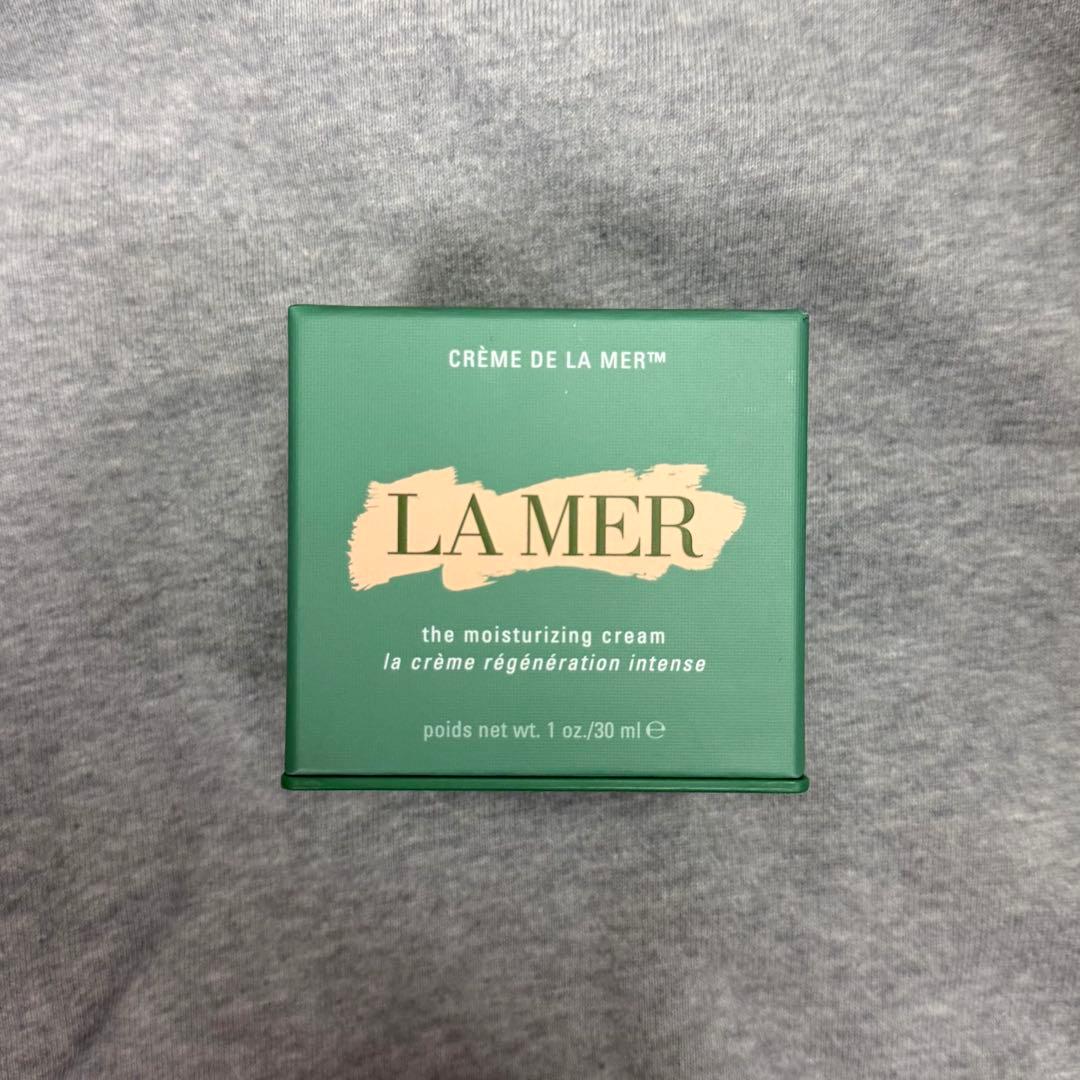 CRÈME DE LA MER™
LA MER
the moisturizing cream
la crème régénération intense
poids net wt. 1 oz./30 ml ℮